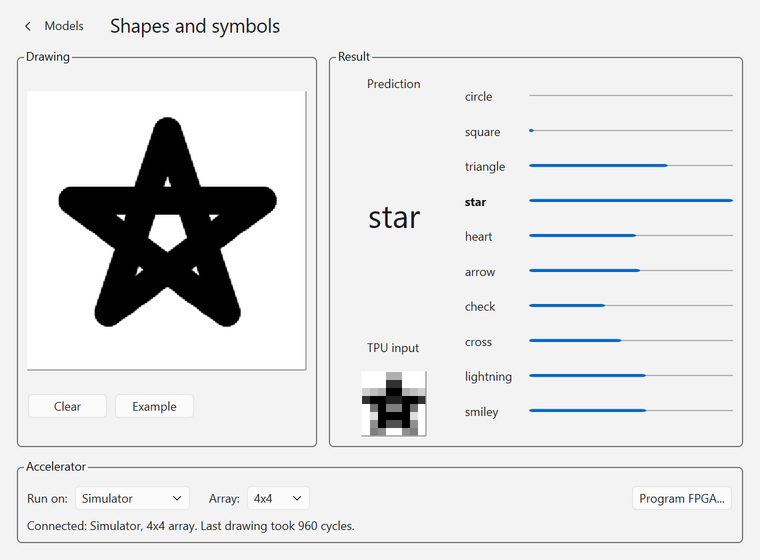 Models
Shapes and symbols
Drawing
Clear
Example
Result
Prediction
star
TPU input
circle
square
triangle
star
heart
arrow
check
cross
lightning
smiley
Accelerator
Run on: Simulator Array: 4x4 Program FPGA...
Connected: Simulator, 4x4 array. Last drawing took 960 cycles.